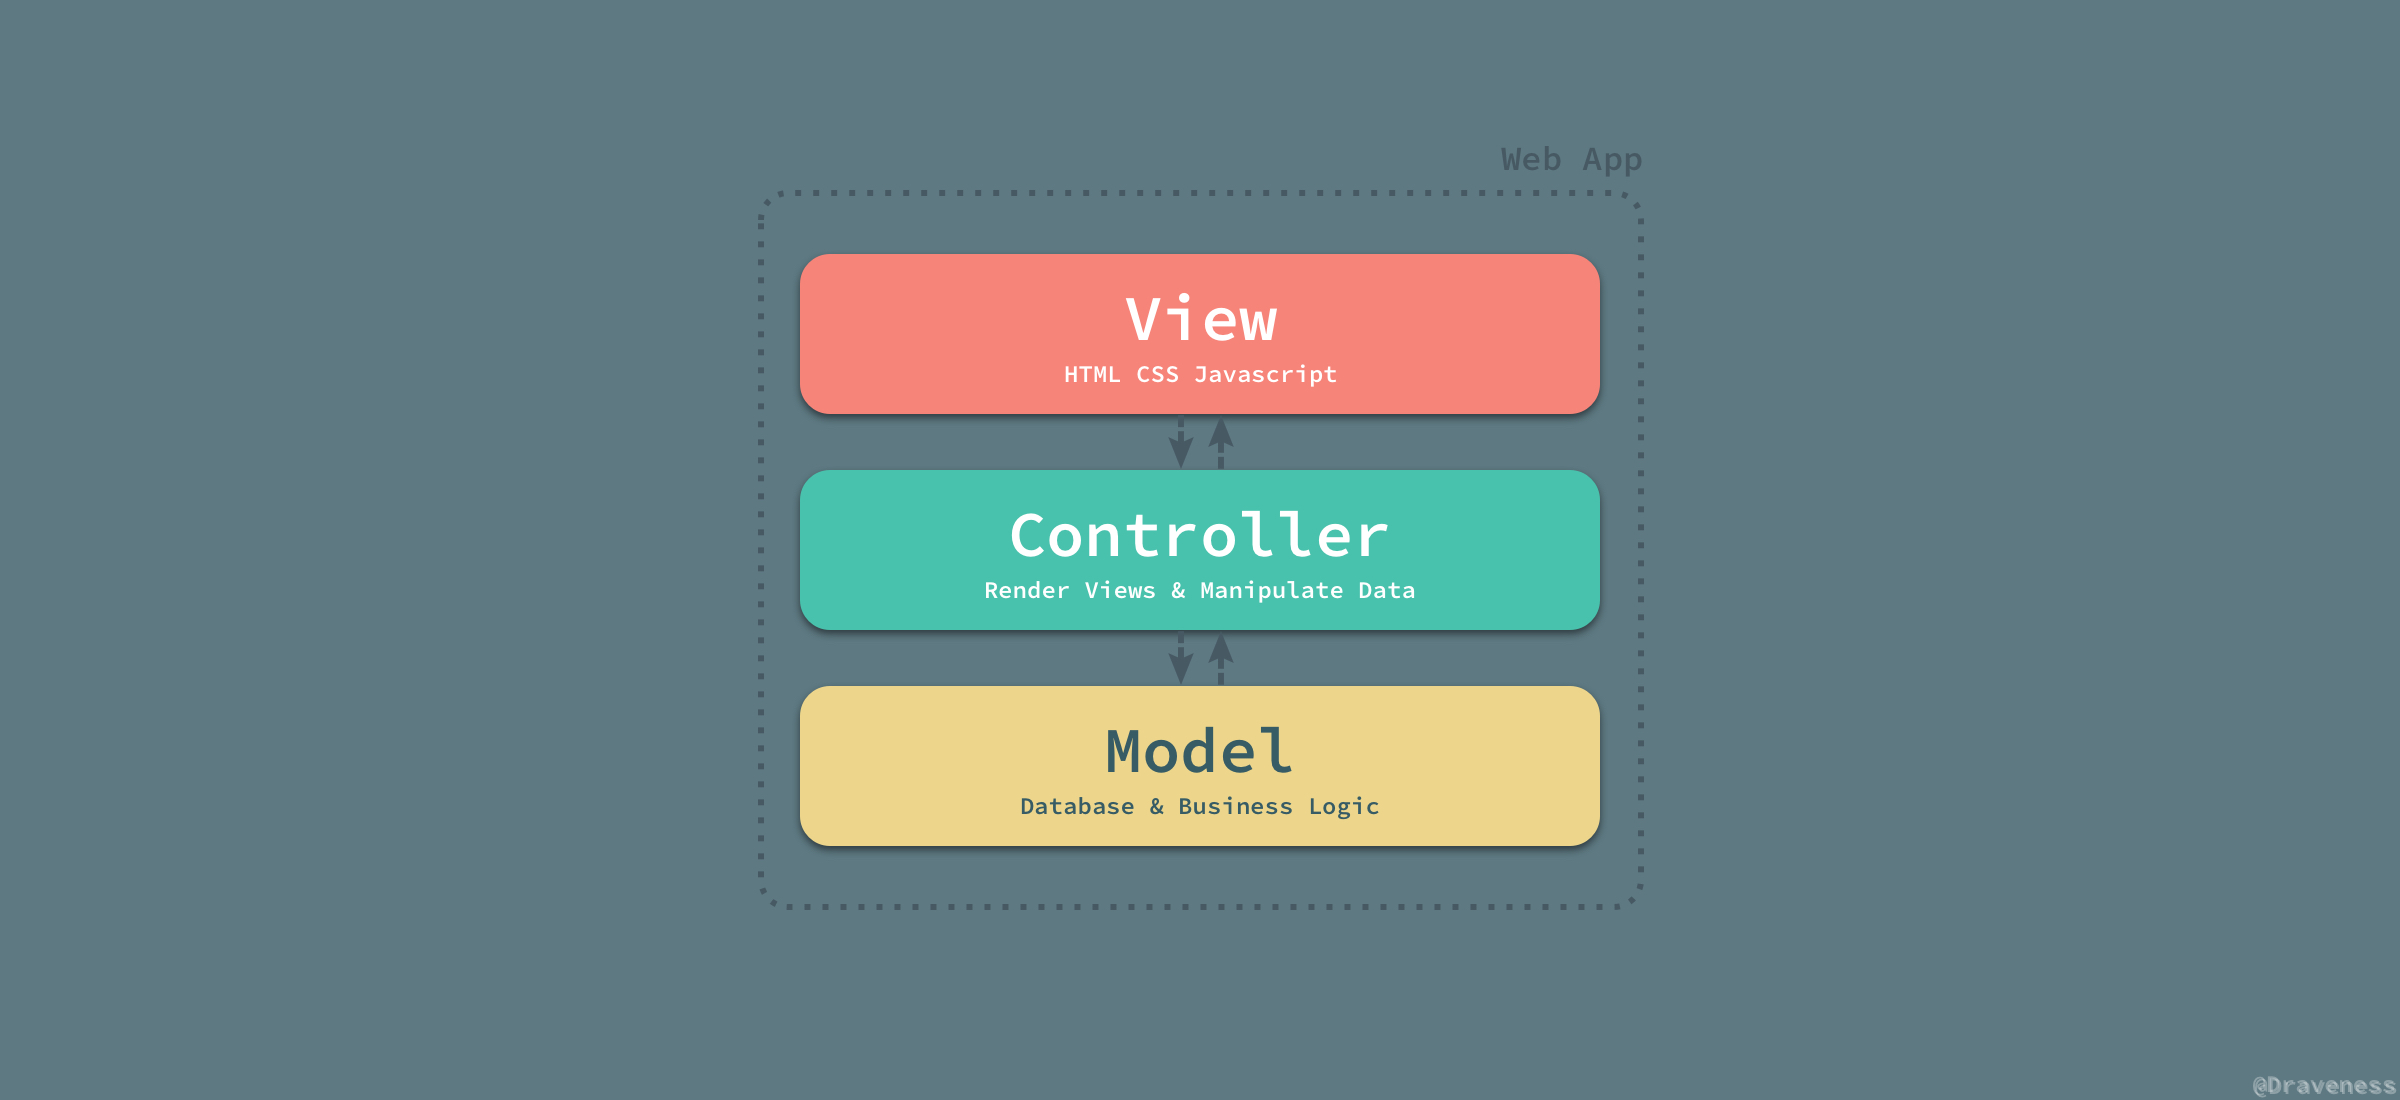 Web App
View
HTML CSS Javascript
Controller
Render Views & Manipulate Data
Model
Database & Business Logic
@Draveness